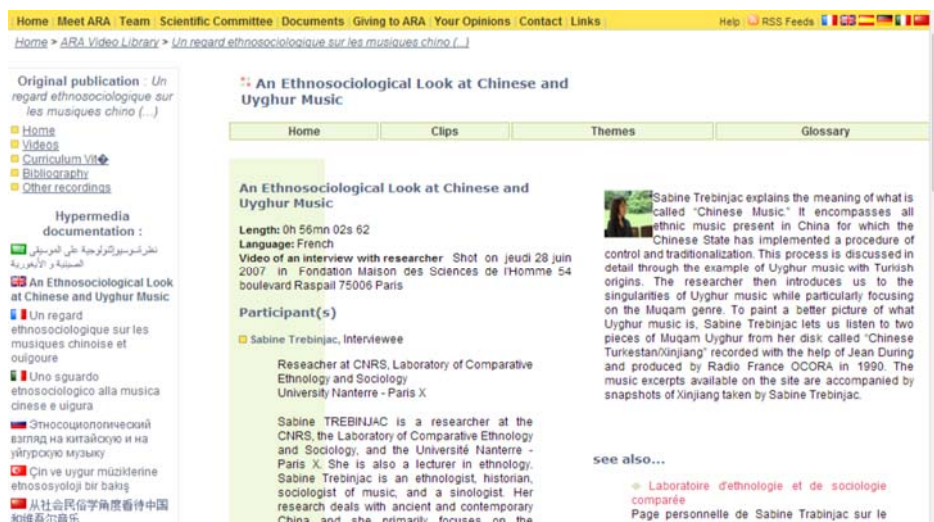 Home | Meet ARA | Team | Scientific Committee | Documents | Giving to ARA | Your Opinions | Contact | Links
Help RSS Feeds
Home > ARA Video Library > Un regard ethnosociologique sur les musiques chino (...)
Original publication : Un
regard ethnosociologique sur
les musiques chino (...)
Home
Videos
Curriculum Vit�
Bibliography
Other recordings
Hypermedia
documentation :
الصينية و الأيغورية
An Ethnosociological Look
at Chinese and Uyghur Music
Un regard
ethnosociologique sur les
musiques chinoise et
ouïgoure
Uno sguardo
etnosociologico alla musica
cinese e uigura
Этносоциологический
взгляд на китайскую и на
уйгурскую музыку
Çin ve uygur müziklerine
etnososyoloji bir bakış
从社会民俗学角度看待中国
和维吾尔音乐
An Ethnosociological Look at Chinese and
Uyghur Music
Home
Clips
Themes
Glossary
An Ethnosociological Look at Chinese and
Uyghur Music
Length: 0h 56mn 02s 62
Language: French
Video of an interview with researcher Shot on jeudi 28 juin
2007 in Fondation Maison des Sciences de l'Homme 54
boulevard Raspail 75006 Paris
Participant(s)
Sabine Trebinjac, Interviewee
Reseacher at CNRS, Laboratory of Comparative
Ethnology and Sociology
University Nanterre - Paris X
Sabine TREBINJAC is a researcher at the
CNRS, the Laboratory of Comparative Ethnology
and Sociology, and the Université Nanterre -
Paris X. She is also a lecturer in ethnology.
Sabine Trebinjac is an ethnologist, historian,
sociologist of music, and a sinologist. Her
research deals with ancient and contemporary
China and she primarily focuses on the
Sabine Trebinjac explains the meaning of what is
called "Chinese Music." It encompasses all
ethnic music present in China for which the
Chinese State has implemented a procedure of
control and traditionalization. This process is discussed in
detail through the example of Uyghur music with Turkish
origins. The researcher then introduces us to the
singularities of Uyghur music while particularly focusing
on the Muqam genre. To paint a better picture of what
Uyghur music is, Sabine Trebinjac lets us listen to two
pieces of Muqam Uyghur from her disk called "Chinese
Turkestan/Xinjiang" recorded with the help of Jean During
and produced by Radio France OCORA in 1990. The
music excerpts available on the site are accompanied by
snapshots of Xinjiang taken by Sabine Trebinjac.
see also...
Laboratoire d'ethnologie et de sociologie
comparée
Page personnelle de Sabine Trabinjac sur le